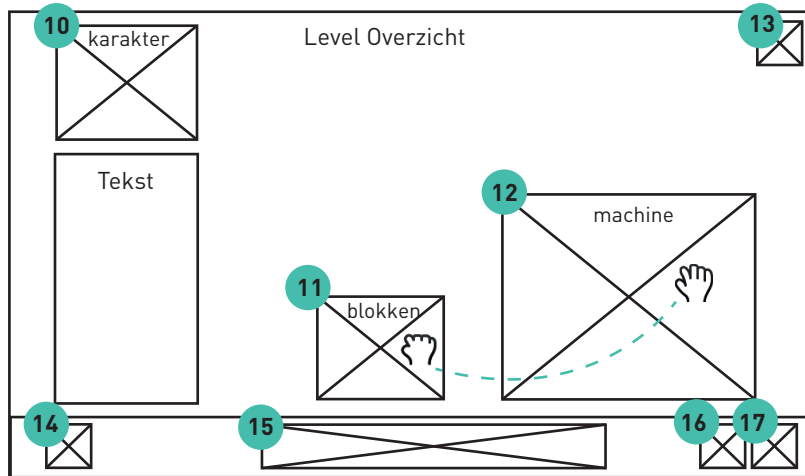 10
karakter
Level Overzicht
13
Tekst
12
machine
11
blokken
14
15
16
17